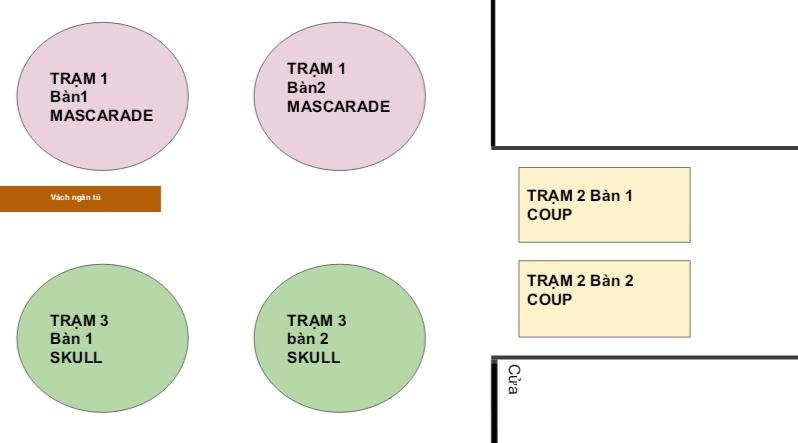 TRẠM 1
Bàn1
MASCARADE
TRẠM 1
Bàn2
MASCARADE
Vách ngăn tủ
TRẠM 2 Bàn 1
COUP
TRẠM 2 Bàn 2
COUP
TRẠM 3
Bàn 1
SKULL
TRẠM 3
bàn 2
SKULL
Cửa